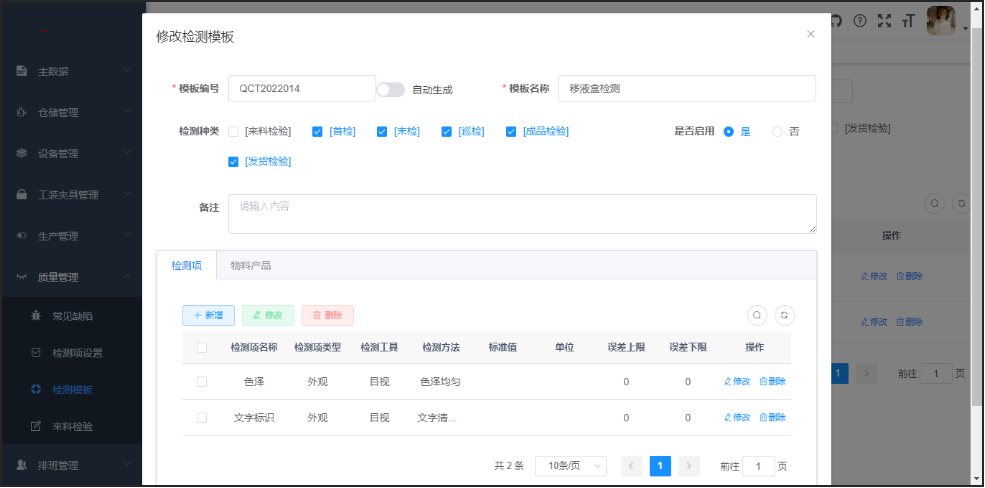 修改检测模板
主数据
* 模板编号 QCT2022014 自动生成 * 模板名称 移液盒检测
仓储管理
检测种类 [来料检验] [首检] [末检] [巡检] [成品检验] 是否启用 是 否
[发货检验]
设备管理
[发货检验]
工装夹具管理
备注 请输入内容
生产管理
操作
质量管理
检测项 物料产品
修改 删除
常见缺陷
+ 新增 修改 删除
修改 删除
检测项设置
检测项名称 检测项类型 检测工具 检测方法 标准值 单位 误差上限 误差下限 操作
1 前往 1 页
检测模板
色泽 外观 目视 色泽均匀 0 0 修改 删除
来料检验
文字标识 外观 目视 文字清... 0 0 修改 删除
排班管理
共 2 条 10条/页 1 前往 1 页